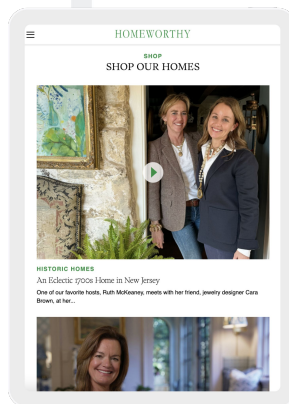 HOMEWORTHY
SHOP
SHOP OUR HOMES
HISTORIC HOMES
An Eclectic 1700s Home in New Jersey
One of our favorite hosts, Ruth McKeaney, meets with her friend, jewelry designer Cara
Brown, at her...